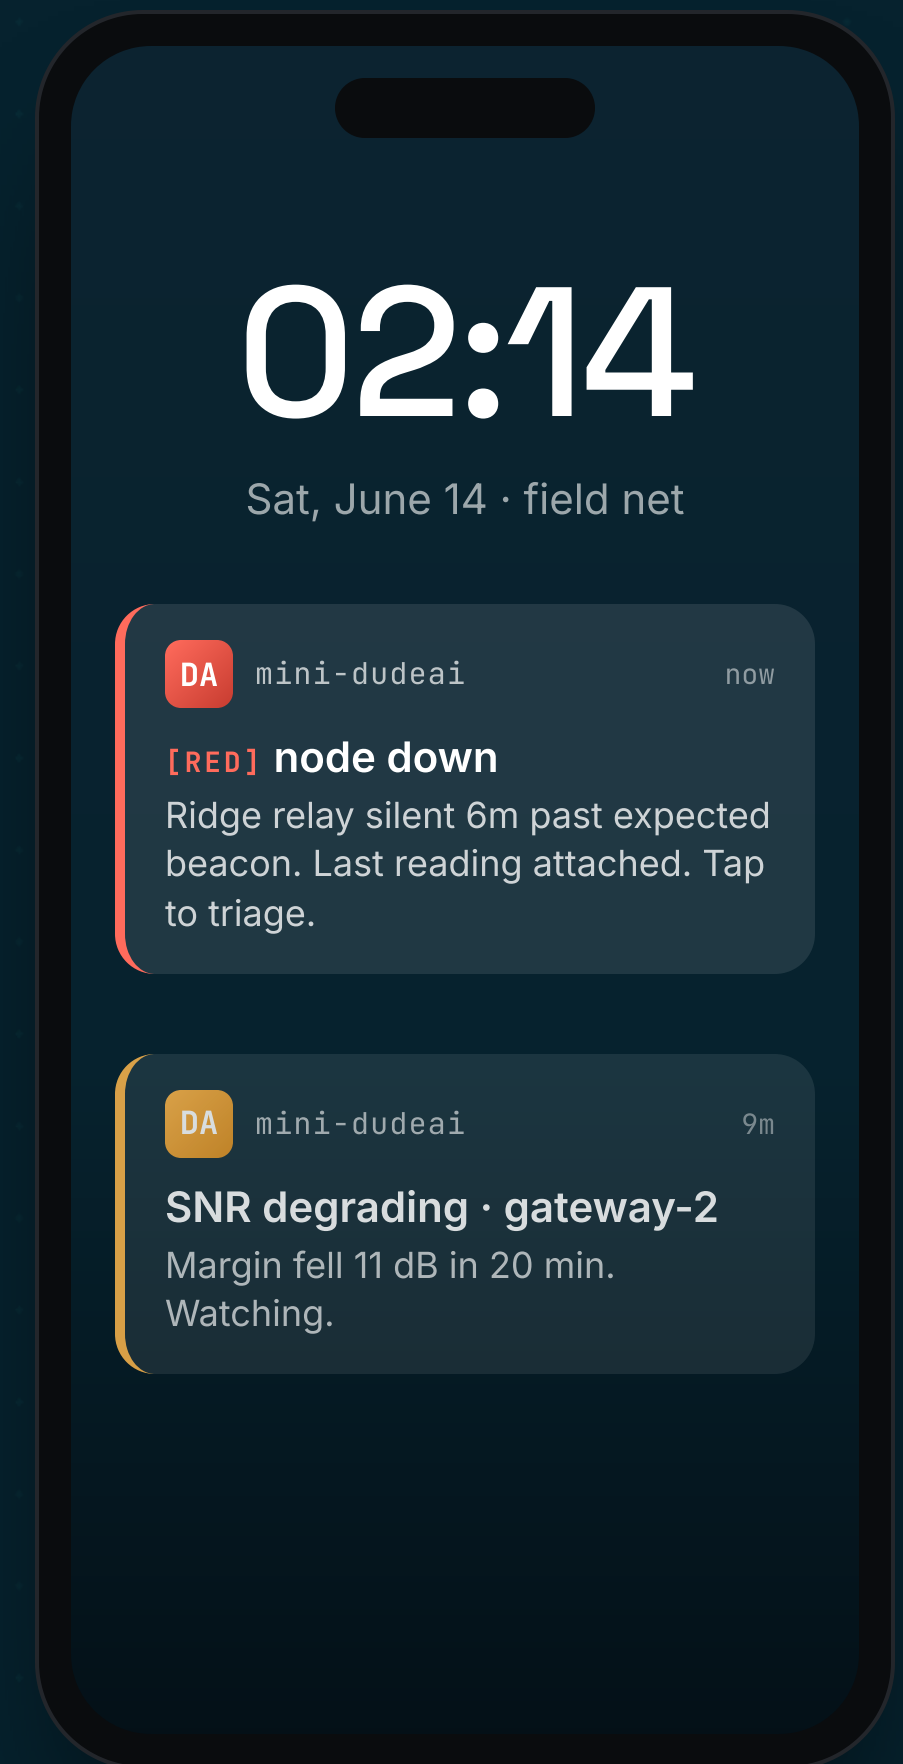 02:14
Sat, June 14 · field net
DA mini-dudeai now
[RED] node down
Ridge relay silent 6m past expected
beacon. Last reading attached. Tap
to triage.
DA mini-dudeai 9m
SNR degrading · gateway-2
Margin fell 11 dB in 20 min.
Watching.